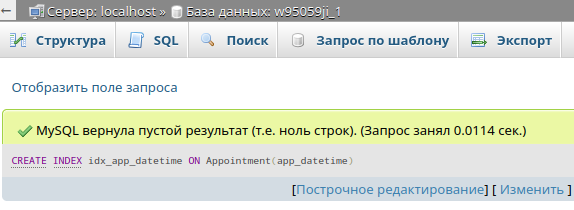 ← Сервер: localhost » База данных: w95059ji_1
Структура SQL Поиск Запрос по шаблону Экспорт
Отобразить поле запроса
MySQL вернула пустой результат (т.е. ноль строк). (Запрос занял 0.0114 сек.)
CREATE INDEX idx_app_datetime ON Appointment(app_datetime)
[Построчное редактирование] [ Изменить ]